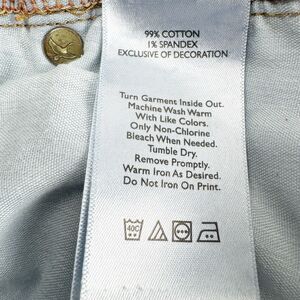 99% COTTON
1% SPANDEX
EXCLUSIVE OF DECORATION
Turn Garment Inside Out.
Machine Wash Warm
With Like Colors.
Only Non-Chlorine
Bleach When Needed.
Tumble Dry.
Remove Promptly.
Warm Iron As Desired.
Do Not Iron On Print.
40C